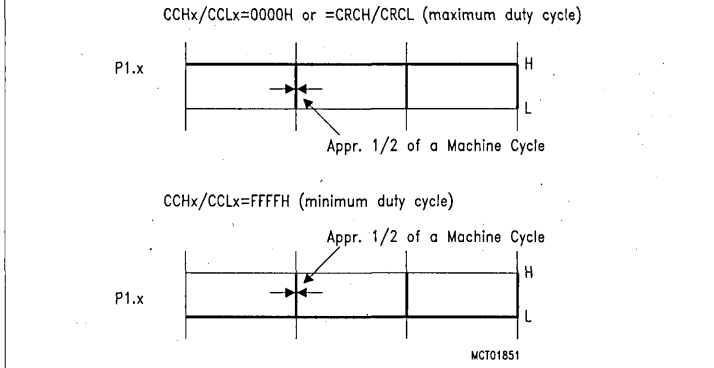 CCHx/CCLx=0000H or =CRCH/CRCL (maximum duty cycle)
P1.x
H
L
Appr. 1/2 of a Machine Cycle
CCHx/CCLx=FFFFH (minimum duty cycle)
Appr. 1/2 of a Machine Cycle
P1.x
H
L
MCT01851